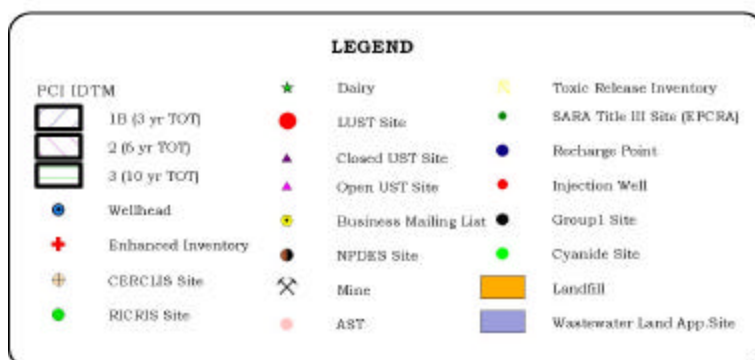 LEGEND
PCI IDTM
1B (3 yr TOT)
2 (6 yr TOT)
3 (10 yr TOT)
Wellhead
Enhanced Inventory
CERCLIS Site
RICRIS Site
Dairy
LUST Site
Closed UST Site
Open UST Site
Business Mailing List
NPDES Site
Mine
AST
Toxic Release Inventory
SARA Title III Site (EPCRA)
Recharge Point
Injection Well
Group1 Site
Cyanide Site
Landfill
Wastewater Land App.Site